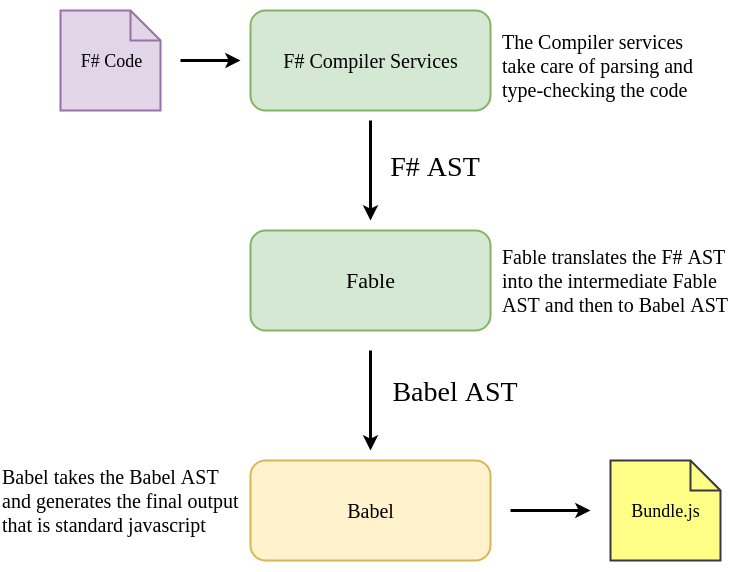 F# Code
F# Compiler Services
The Compiler services
take care of parsing and
type-checking the code
F# AST
Fable
Fable translates the F# AST
into the intermediate Fable
AST and then to Babel AST
Babel AST
Babel takes the Babel AST
and generates the final output
that is standard javascript
Babel
Bundle.js